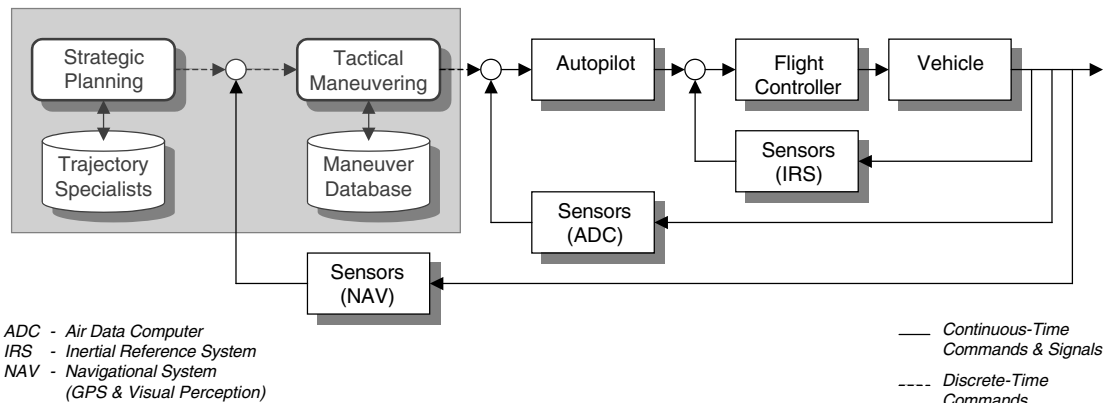 Strategic
Planning
Tactical
Maneuvering
Autopilot
Flight
Controller
Vehicle
Trajectory
Specialists
Maneuver
Database
Sensors
(IRS)
Sensors
(ADC)
Sensors
(NAV)
ADC - Air Data Computer
IRS - Inertial Reference System
NAV - Navigational System
(GPS & Visual Perception)
Continuous-Time
Commands & Signals
Discrete-Time
Commands